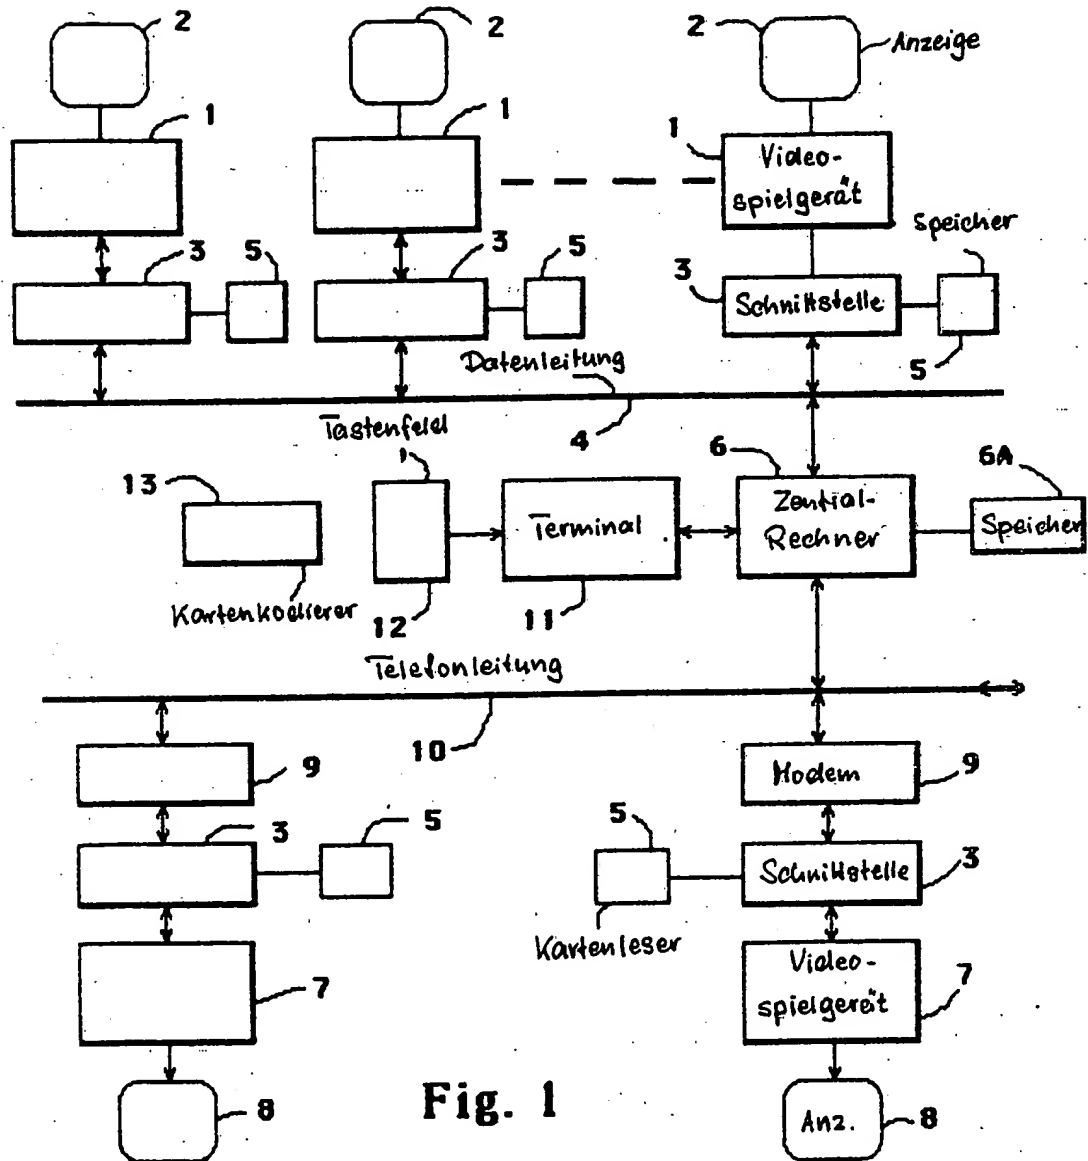 2
2
2
Anzeige
1
1
1
Video-
spielgerät
3
5
3
5
3
Speicher
Schnittstelle
5
Datenleitung
4
Tastenfeld
6
6A
13
Zentral-
Rechner
Speicher
Terminal
Kartenkodierer
12
11
Telefonleitung
10
9
Modem
9
3
5
5
Schnittstelle
3
Kartenleser
7
Video-
spielgerät
7
8
Fig. 1
Anz.
8